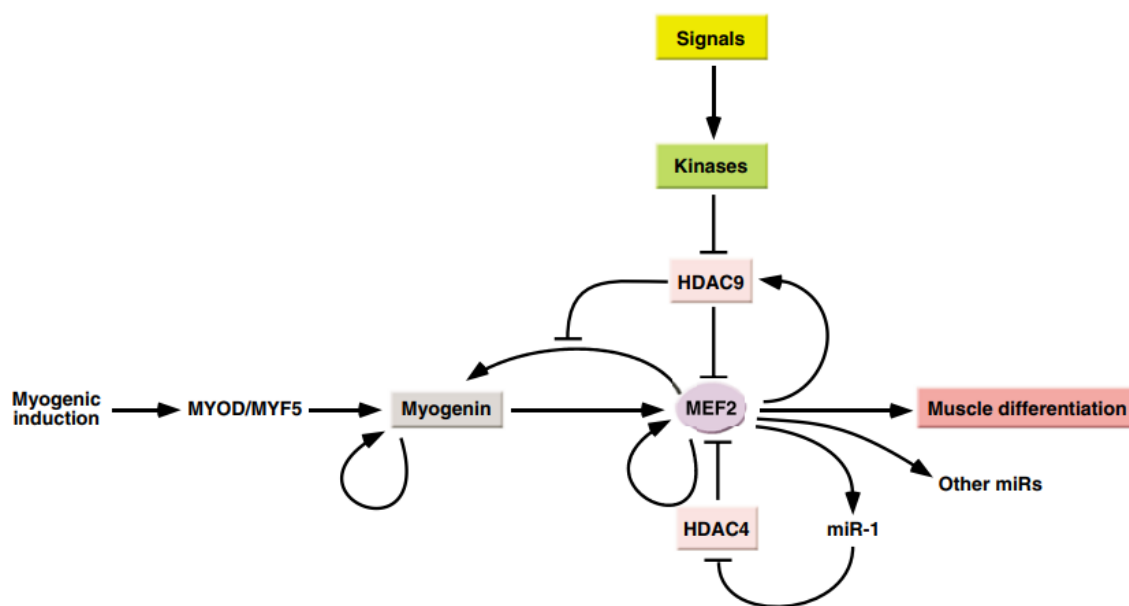 Signals
Kinases
HDAC9
Myogenic
induction
MYOD/MYF5
Myogenin
MEF2
Muscle differentiation
Other miRs
HDAC4
miR-1